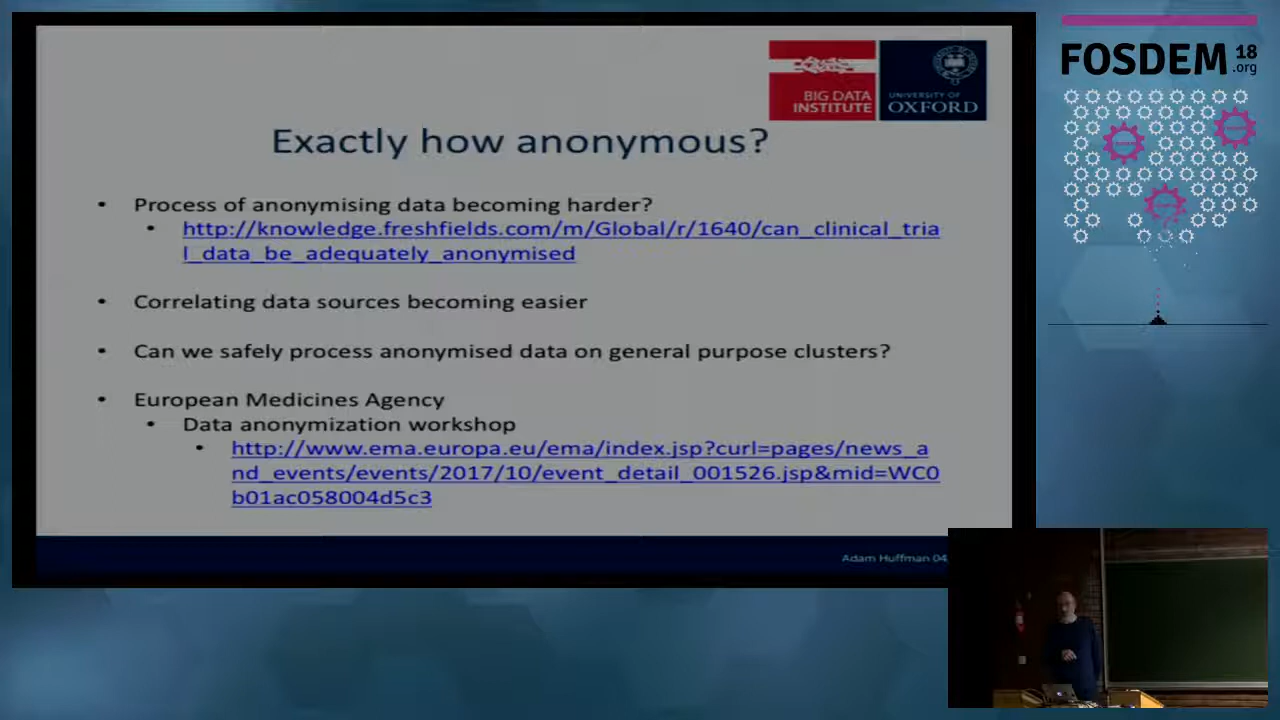 FOSDEM 18
.org
BIG DATA
INSTITUTE
UNIVERSITY OF
OXFORD
Exactly how anonymous?
• Process of anonymising data becoming harder?
• http://knowledge.freshfields.com/m/Global/r/1640/can_clinical_tria
l_data_be_adequately_anonymised
• Correlating data sources becoming easier
• Can we safely process anonymised data on general purpose clusters?
• European Medicines Agency
• Data anonymization workshop
• http://www.ema.europa.eu/ema/index.jsp?curl=pages/news_a
nd_events/events/2017/10/event_detail_001526.jsp&mid=WC0
b01ac058004d5c3
Adam Huffman 04